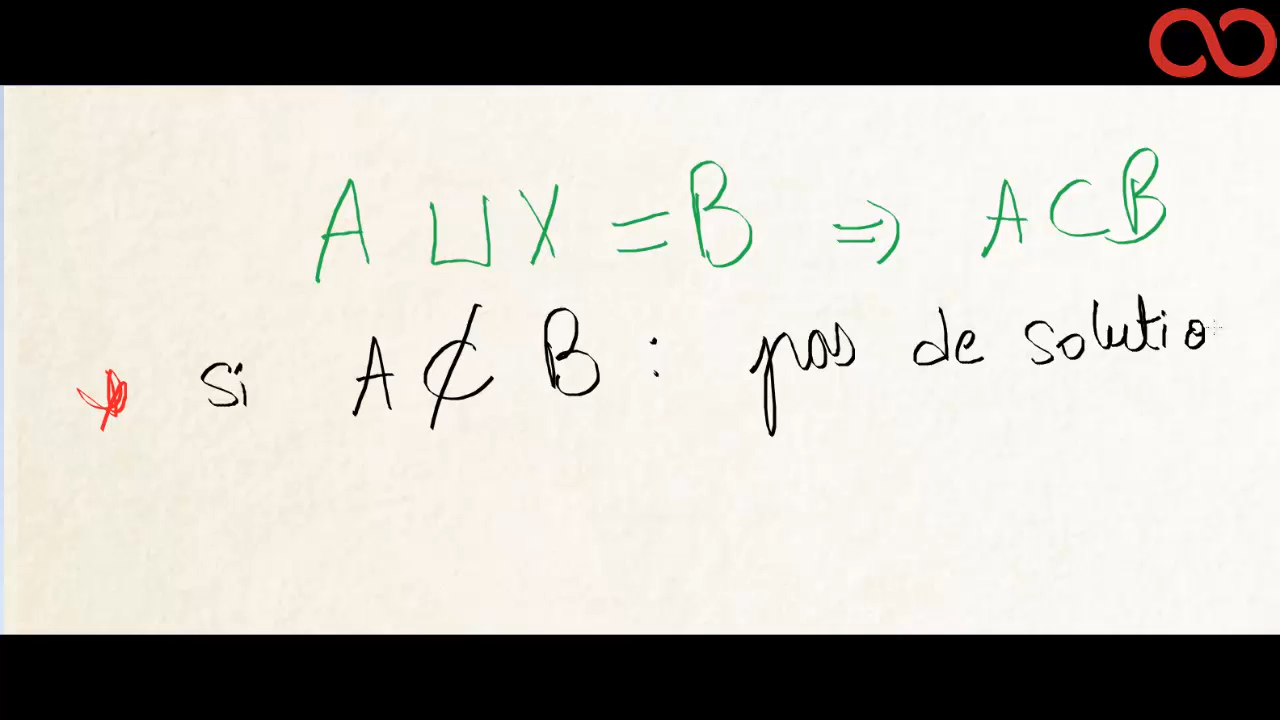 A ⊔ X = B ⇒ A ⊂ B
si A ⊄ B : pas de solutio